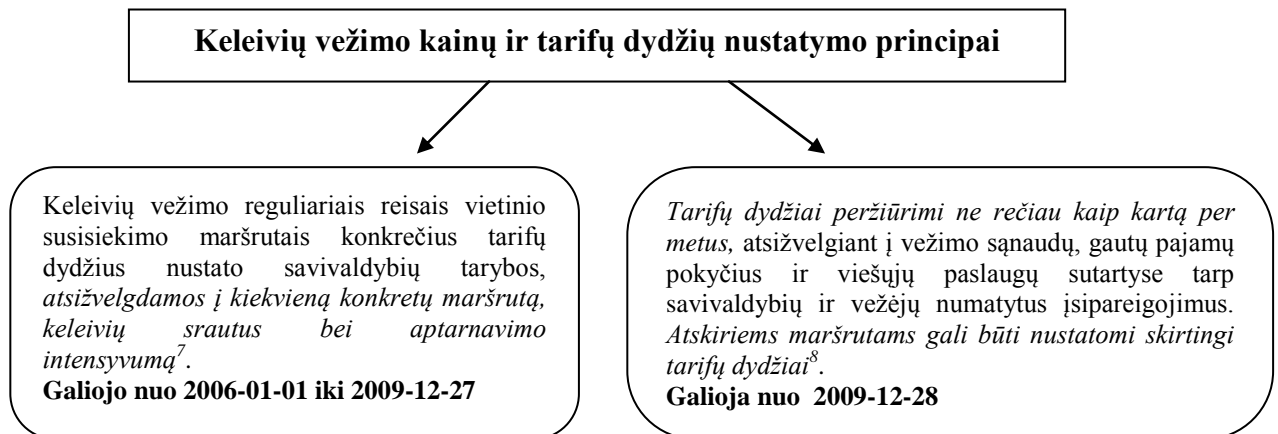 Keleivių vežimo kainų ir tarifų dydžių nustatymo principai
Keleivių vežimo reguliariais reisais vietinio
susisiekimo maršrutais konkrečius tarifų
dydžius nustato savivaldybių tarybos,
atsižvelgdamos į kiekvieną konkretų maršrutą,
keleivių srautus bei aptarnavimo
intensyvumą⁷.
Galiojo nuo 2006-01-01 iki 2009-12-27
Tarifų dydžiai peržiūrimi ne rečiau kaip kartą per
metus, atsižvelgiant į vežimo sąnaudų, gautų pajamų
pokyčius ir viešųjų paslaugų sutartyse tarp
savivaldybių ir vežėjų numatytus įsipareigojimus.
Atskiriems maršrutams gali būti nustatomi skirtingi
tarifų dydžiai⁸.
Galioja nuo 2009-12-28